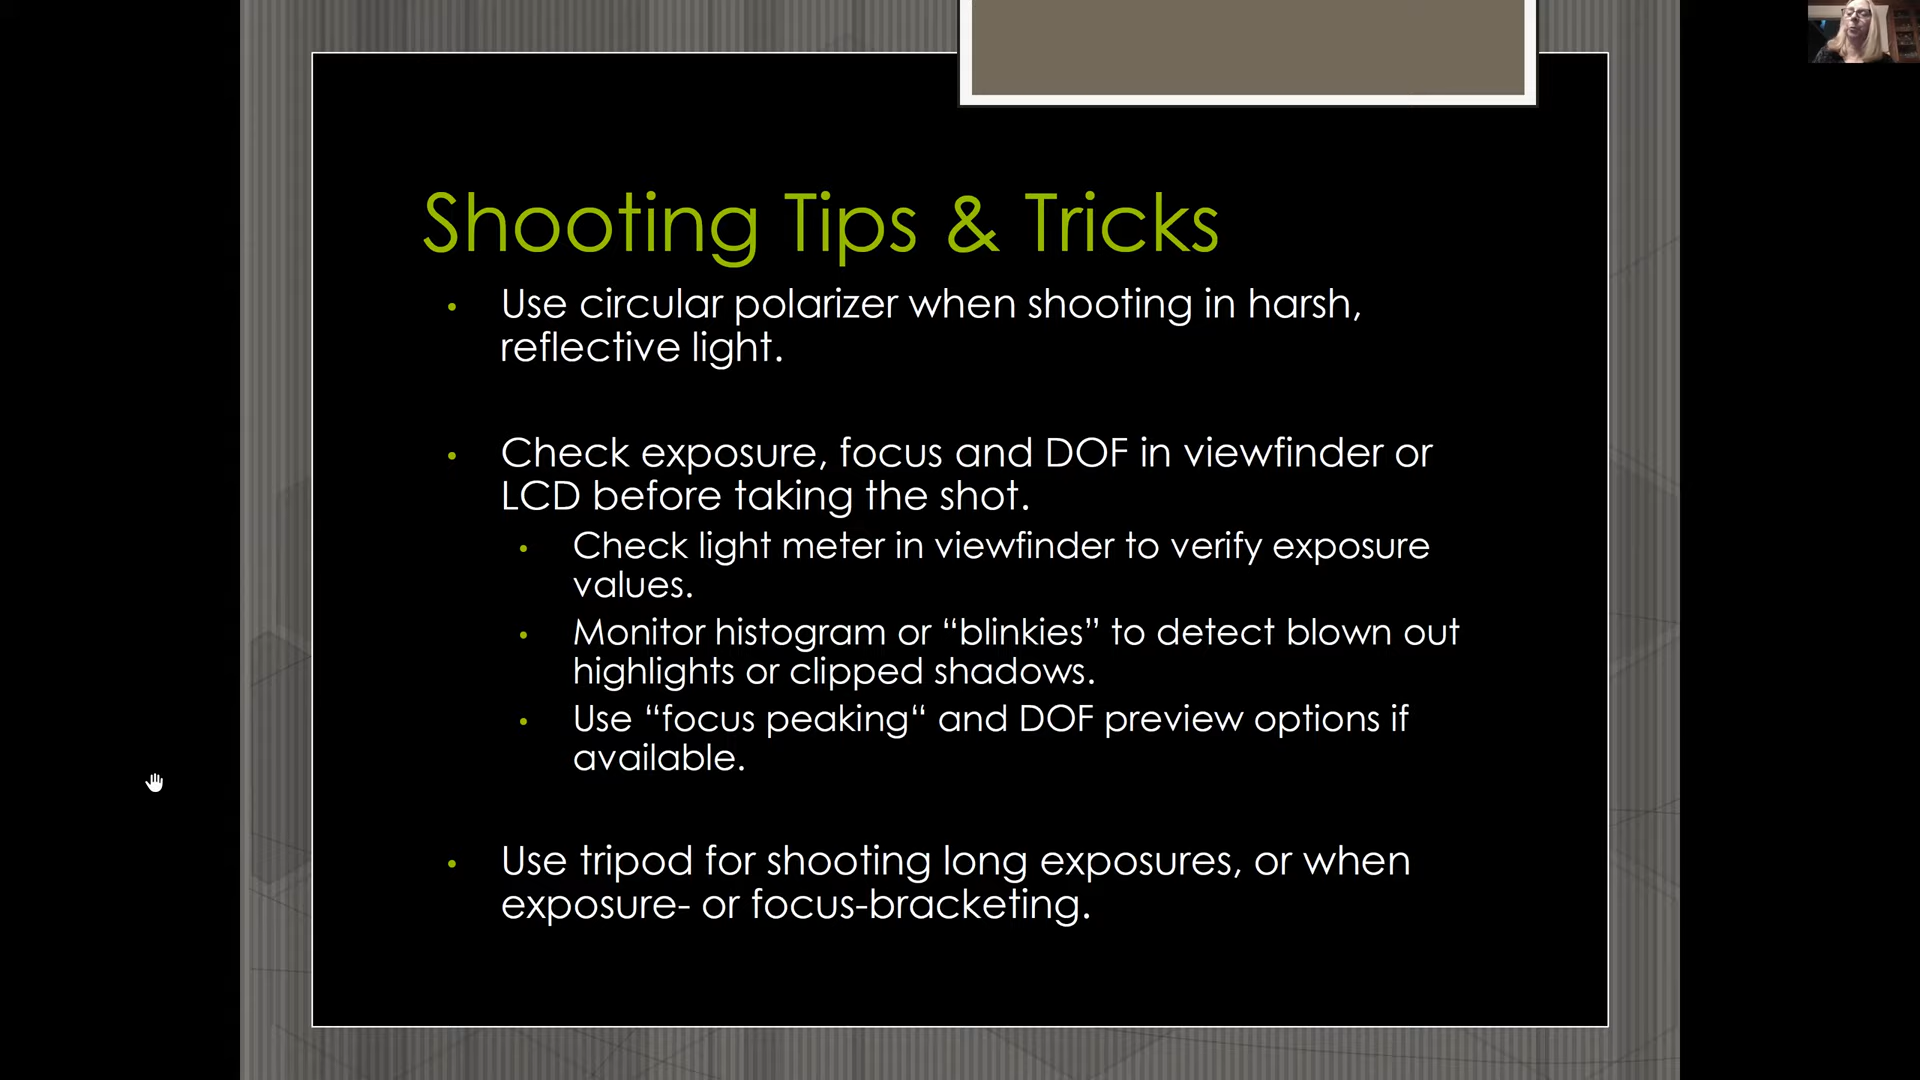 Shooting Tips & Tricks
• Use circular polarizer when shooting in harsh,
reflective light.
• Check exposure, focus and DOF in viewfinder or
LCD before taking the shot.
• Check light meter in viewfinder to verify exposure
values.
• Monitor histogram or “blinkies” to detect blown out
highlights or clipped shadows.
• Use “focus peaking“ and DOF preview options if
available.
• Use tripod for shooting long exposures, or when
exposure- or focus-bracketing.